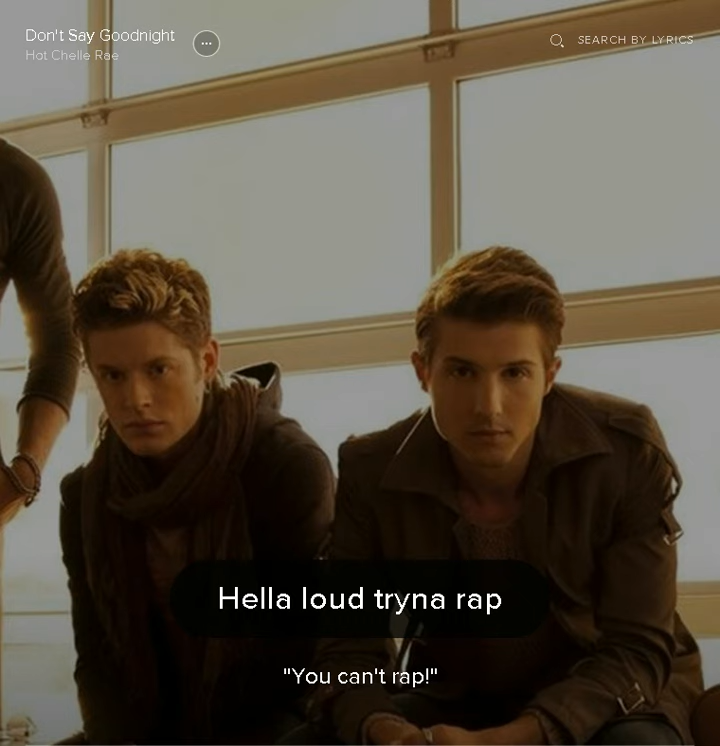 Don't Say Goodnight
Hot Chelle Rae
SEARCH BY LYRICS
Hella loud tryna rap
"You can't rap!"